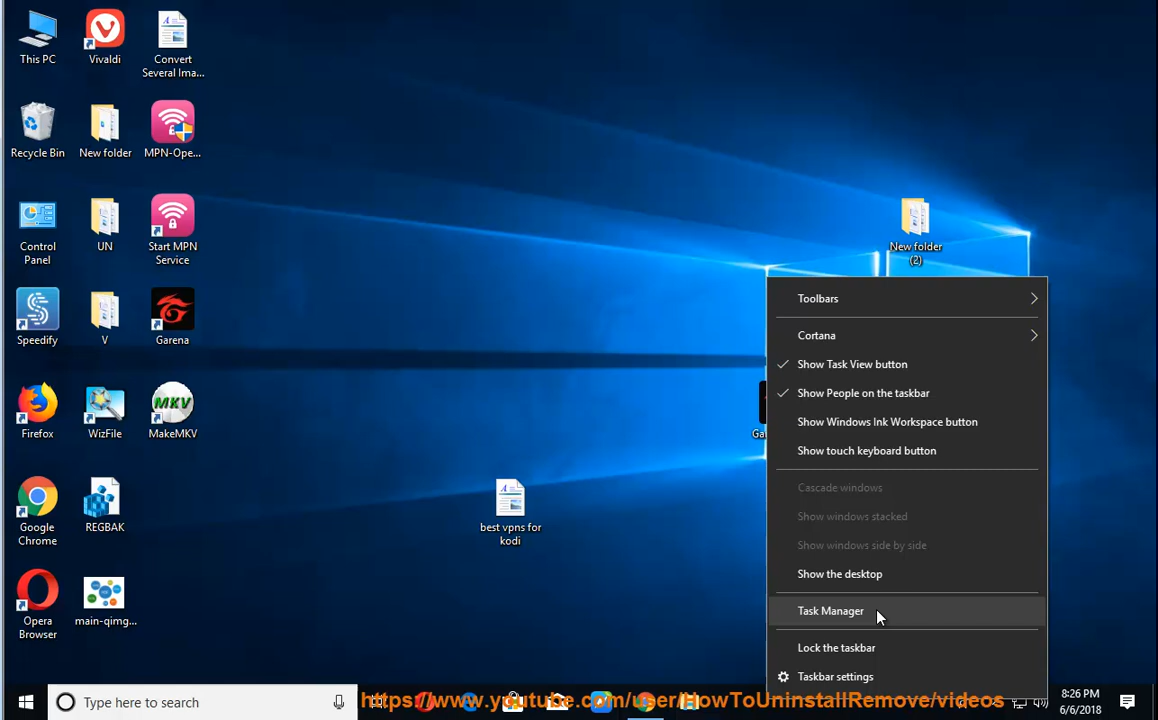 This PC
Vivaldi
Convert
Several Ima...
Recycle Bin
New folder
MPN-Ope...
Control
Panel
UN
Start MPN
Service
Speedify
V
Garena
Firefox
WizFile
MKV
MakeMKV
Google
Chrome
REGBAK
Opera
Browser
main-qimg...
best vpns for
kodi
New folder
(2)
Ga
Toolbars
Cortana
Show Task View button
Show People on the taskbar
Show Windows Ink Workspace button
Show touch keyboard button
Cascade windows
Show windows stacked
Show windows side by side
Show the desktop
Task Manager
Lock the taskbar
Taskbar settings
Type here to search
https://www.youtube.com/user/HowToUninstallRemove/videos
8:26 PM
6/6/2018